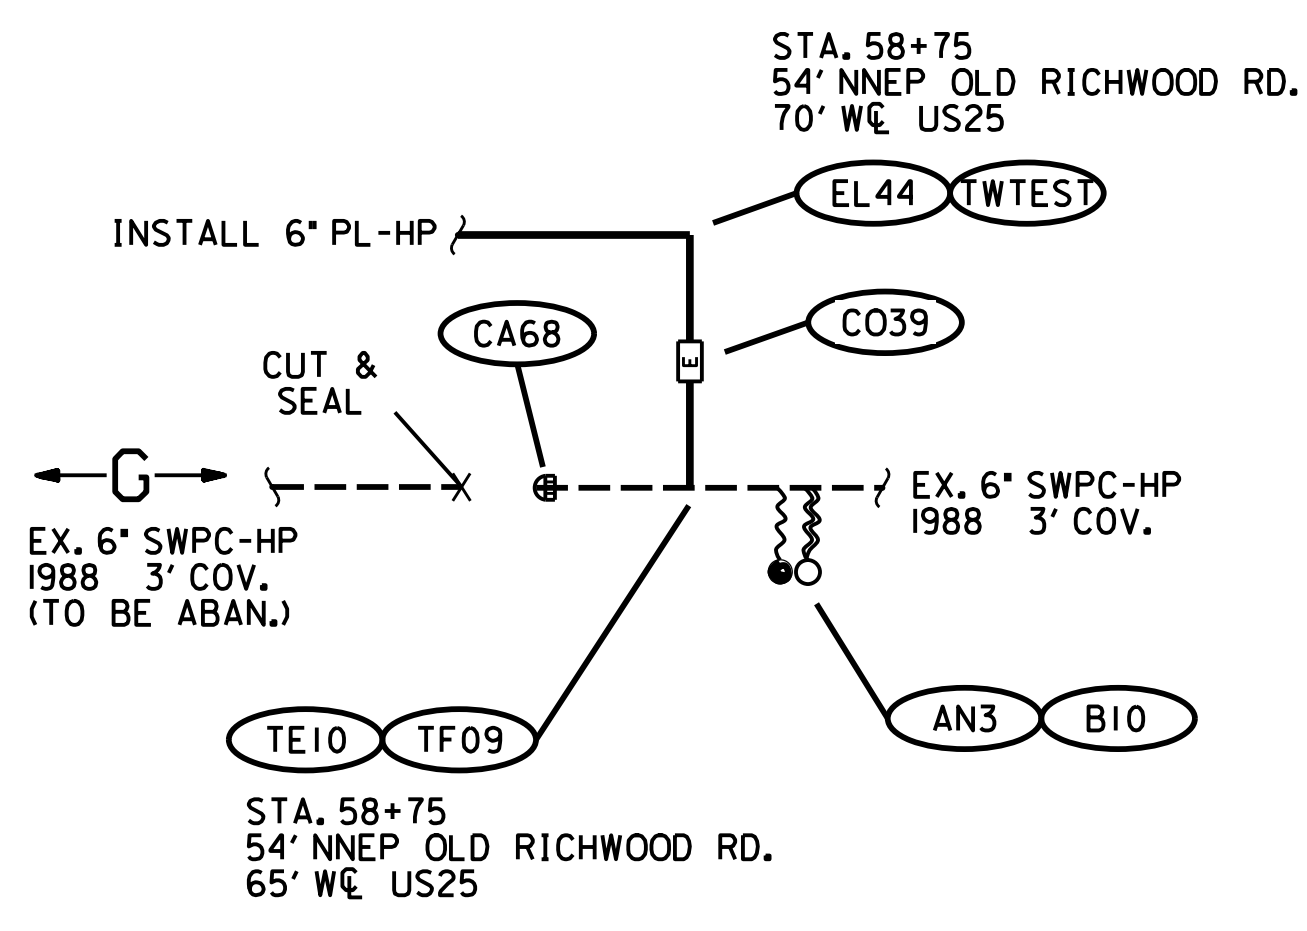 STA. 58+75
54' NNEP OLD RICHWOOD RD.
70' W℄ US25
EL44 TWTEST
INSTALL 6" PL-HP
CO39
CA68
E
CUT &
SEAL
G
EX. 6" SWPC-HP
1988 3' COV.
EX. 6" SWPC-HP
1988 3' COV.
(TO BE ABAN.)
AN3 B10
TE10 TF09
STA. 58+75
54' NNEP OLD RICHWOOD RD.
65' W℄ US25